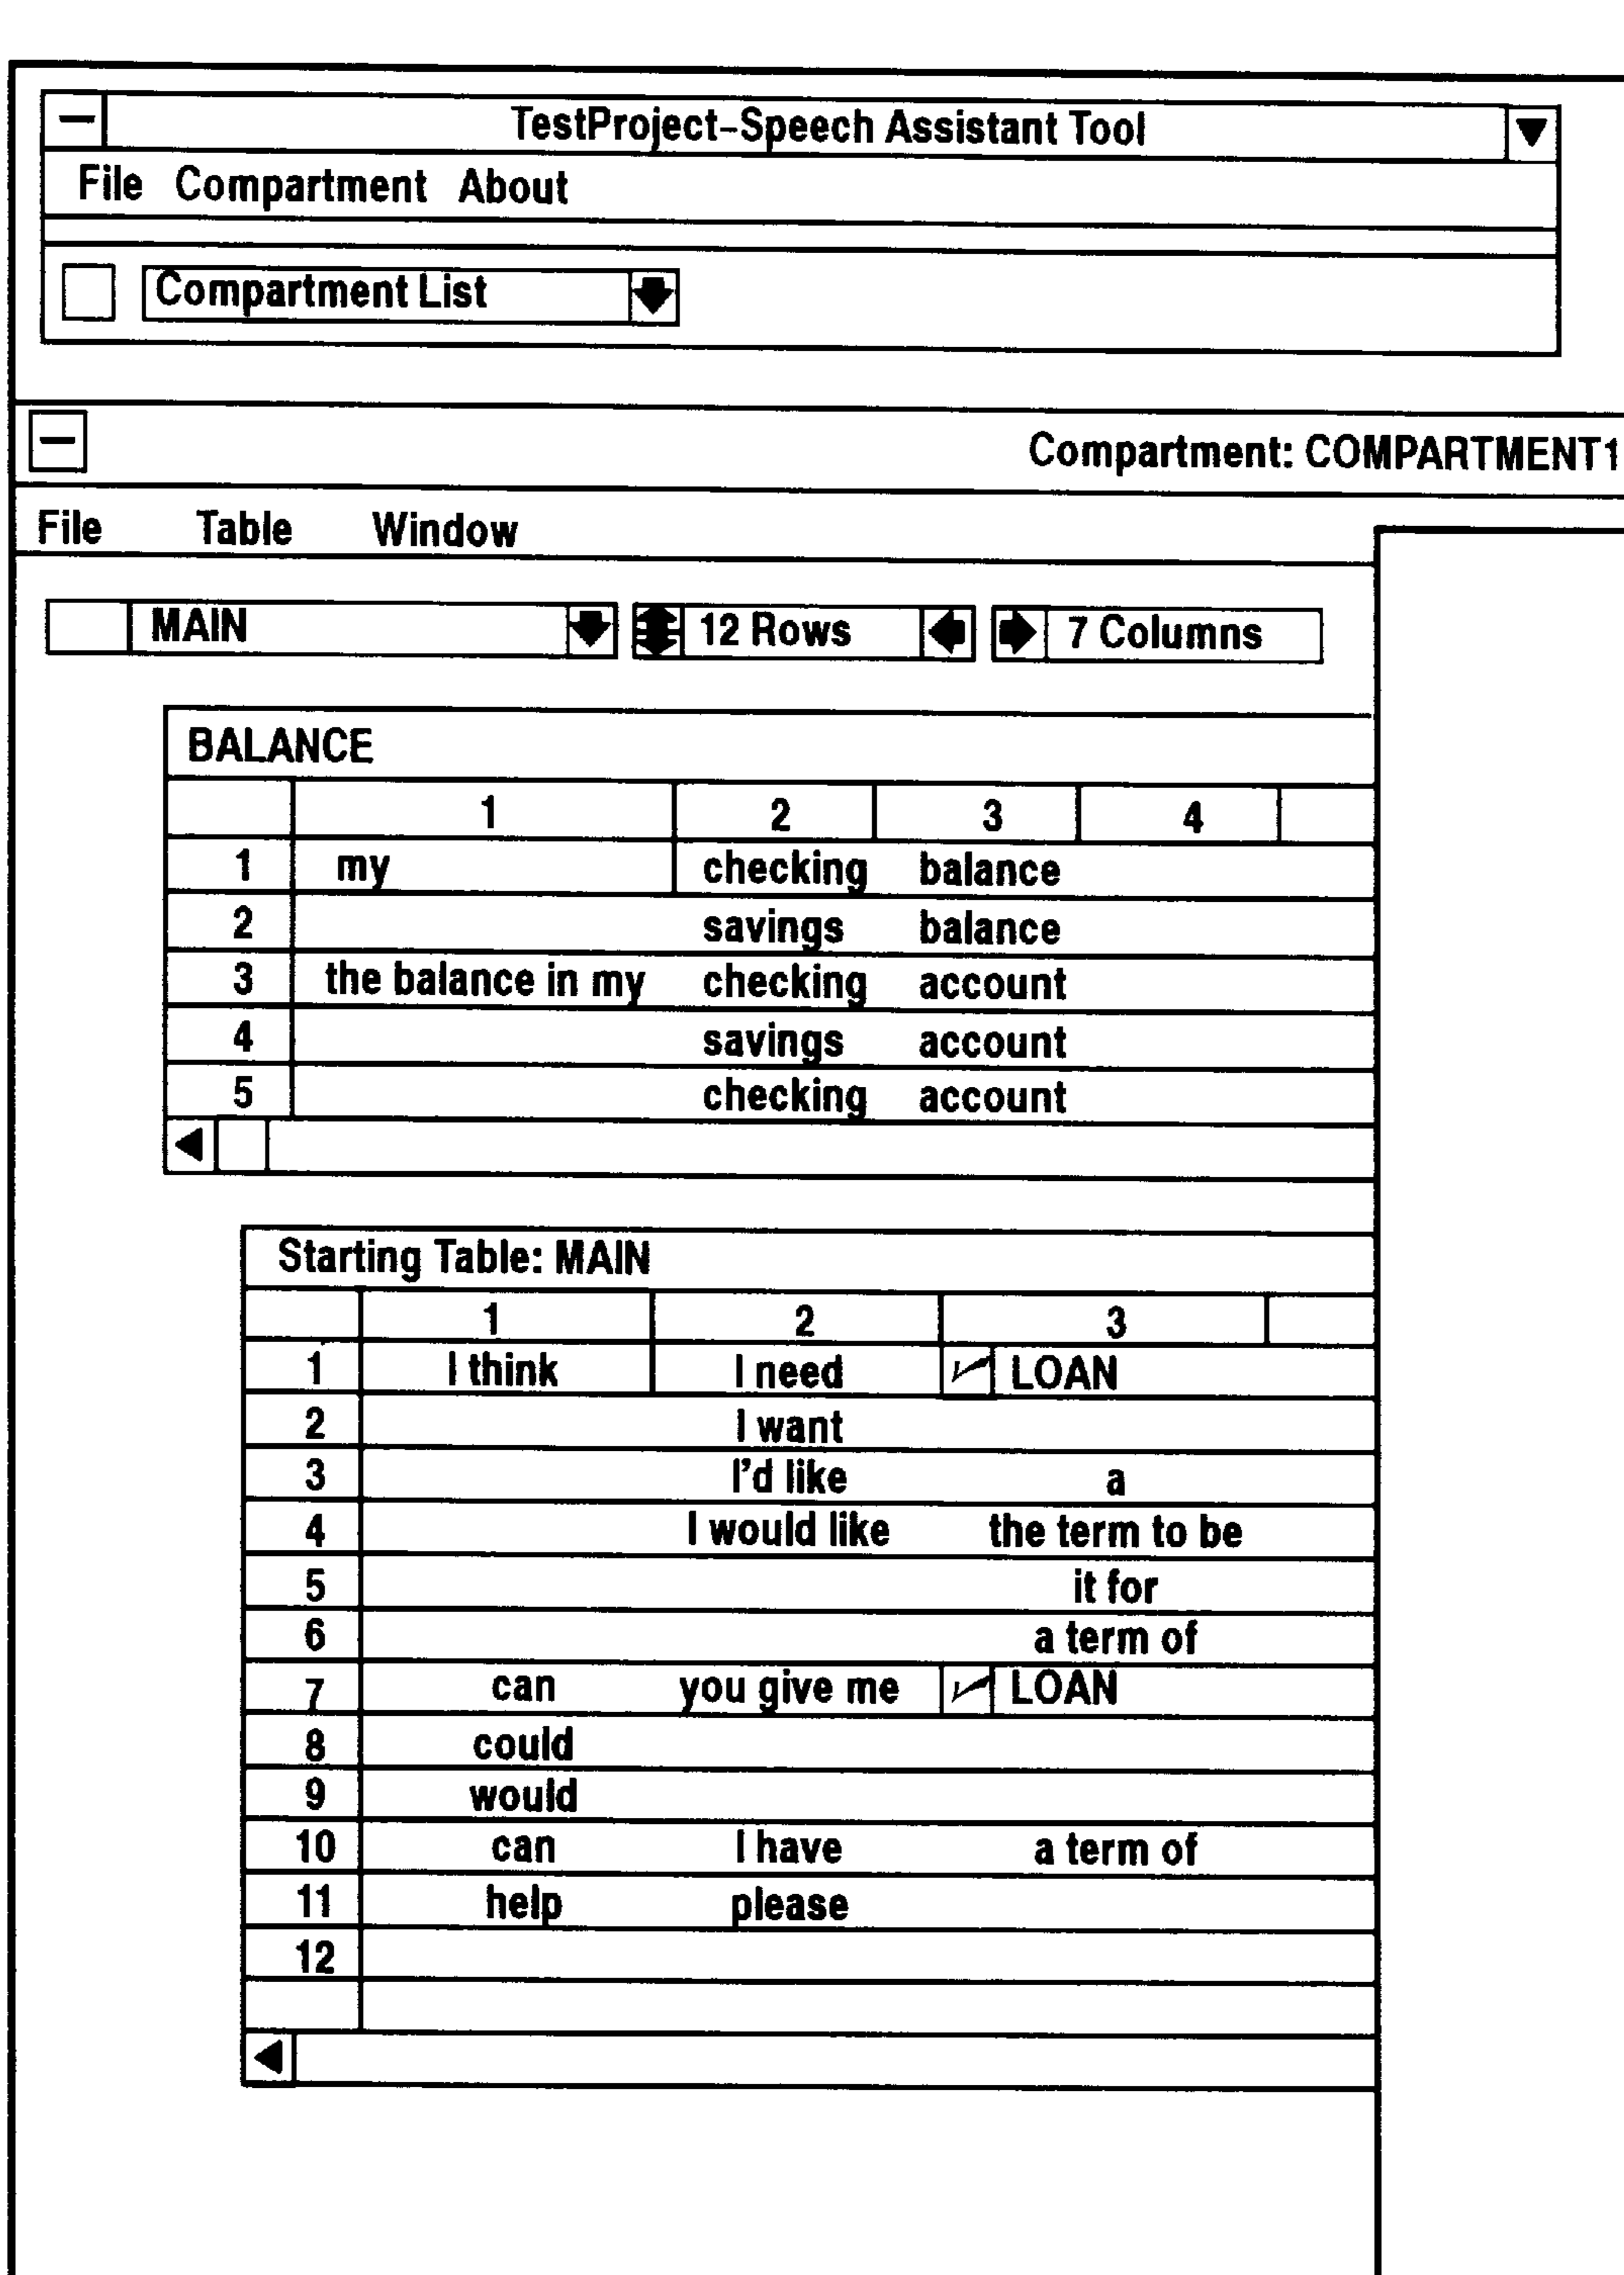 TestProject-Speech Assistant Tool
File Compartment About
Compartment List
Compartment: COMPARTMENT1
File Table Window
MAIN 12 Rows 7 Columns
BALANCE
1 2 3 4
1 my checking balance
2 savings balance
3 the balance in my checking account
4 savings account
5 checking account
Starting Table: MAIN
1 2 3
1 I think I need LOAN
2 I want
3 I'd like a
4 I would like the term to be
5 it for
6 a term of
7 can you give me LOAN
8 could
9 would
10 can I have a term of
11 help please
12